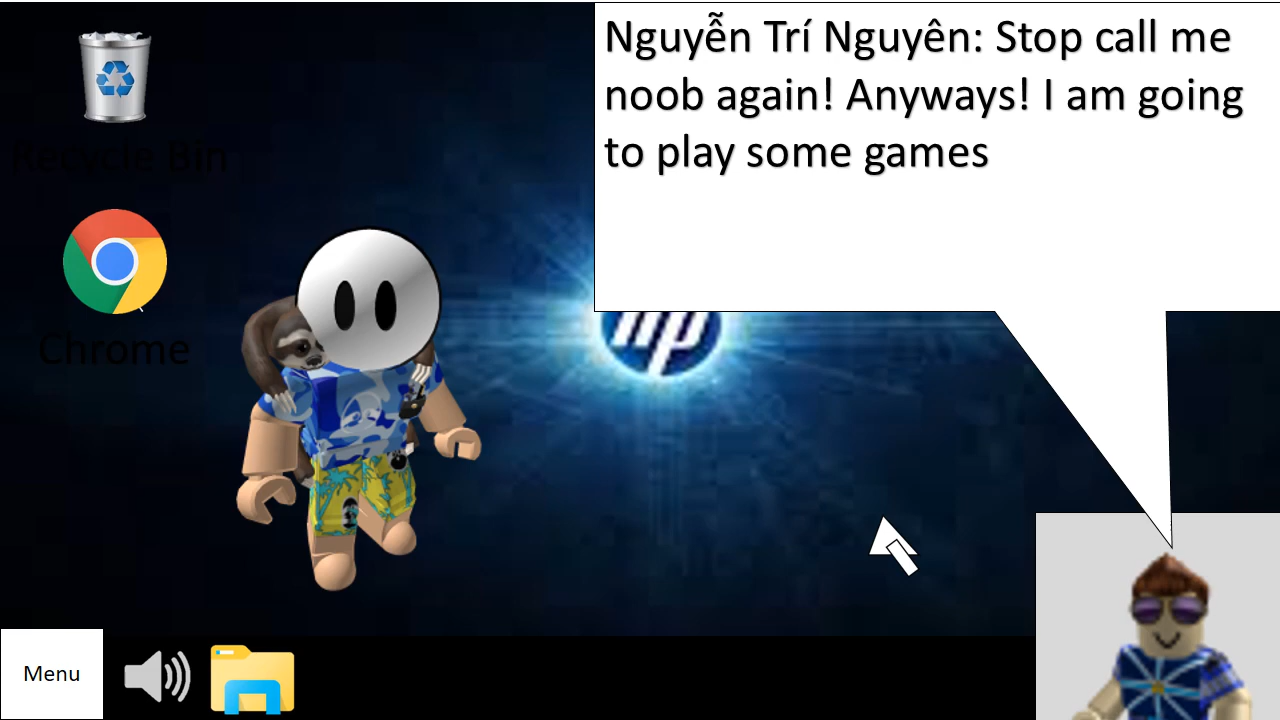 Nguyễn Trí Nguyên: Stop call me
noob again! Anyways! I am going
to play some games
Recycle Bin
Chrome
hp
Menu